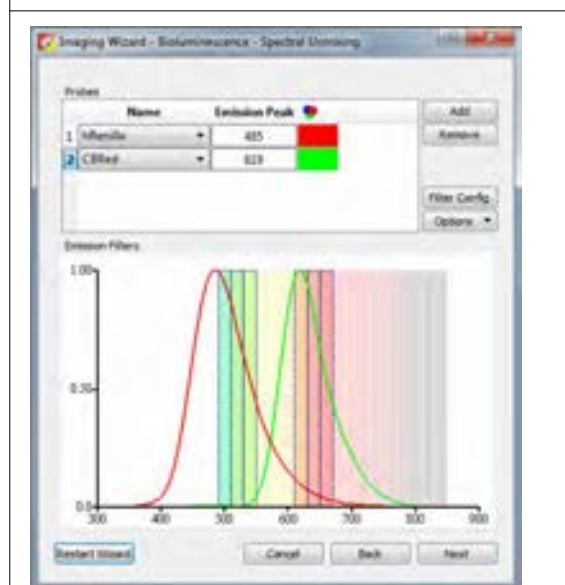 Imaging Wizard - Bioluminescence - Spectral Unmixing
Probes
Name Emission Peak
Add
1 hRenilla 485
Remove
2 CBRed 619
Filter Config
Options
Emission Filters
1.00
0.50
0.0
300 400 500 600 700 800 900
Restart Wizard Cancel Back Next